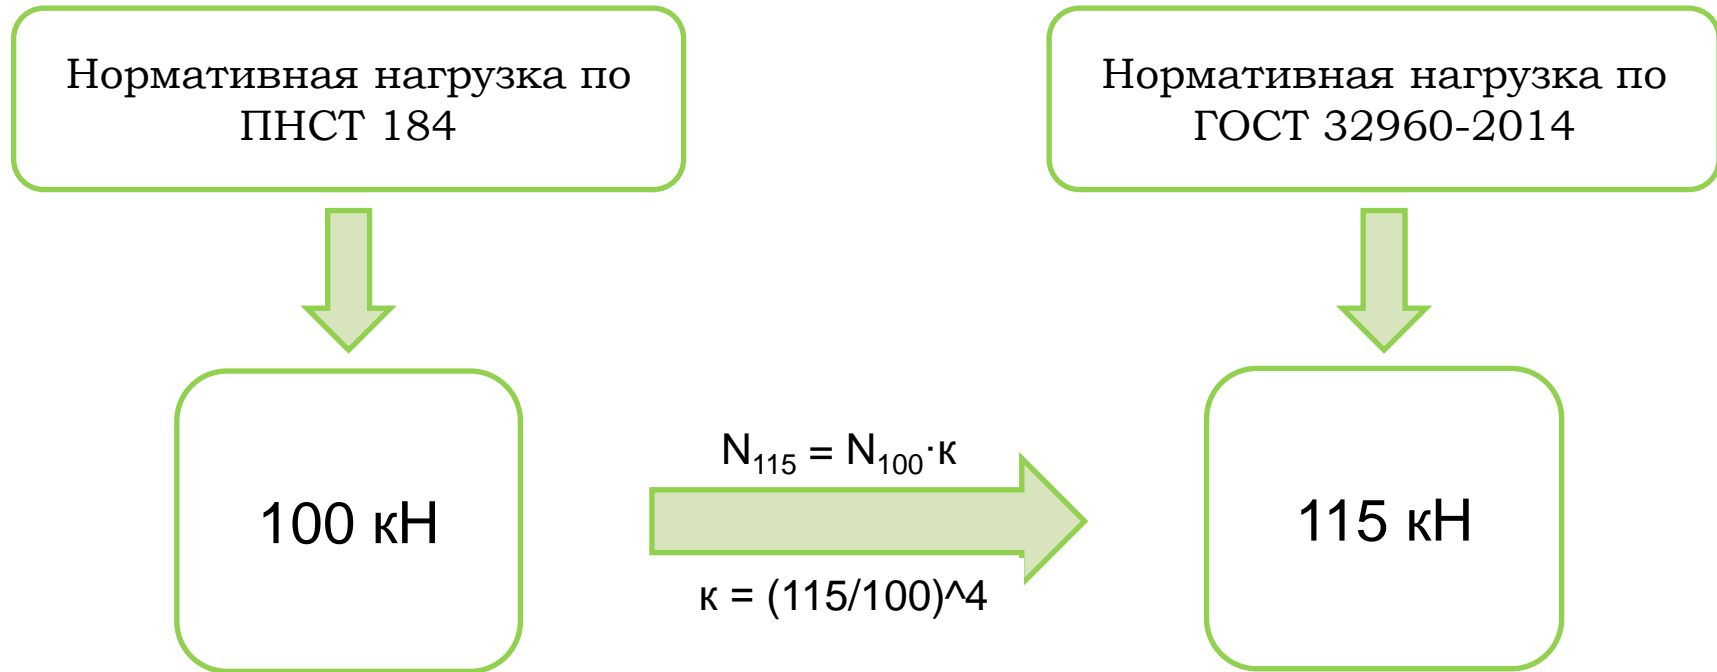 Нормативная нагрузка по
ПНСТ 184
Нормативная нагрузка по
ГОСТ 32960-2014
100 кН
N₁₁₅ = N₁₀₀·к
к = (115/100)^4
115 кН